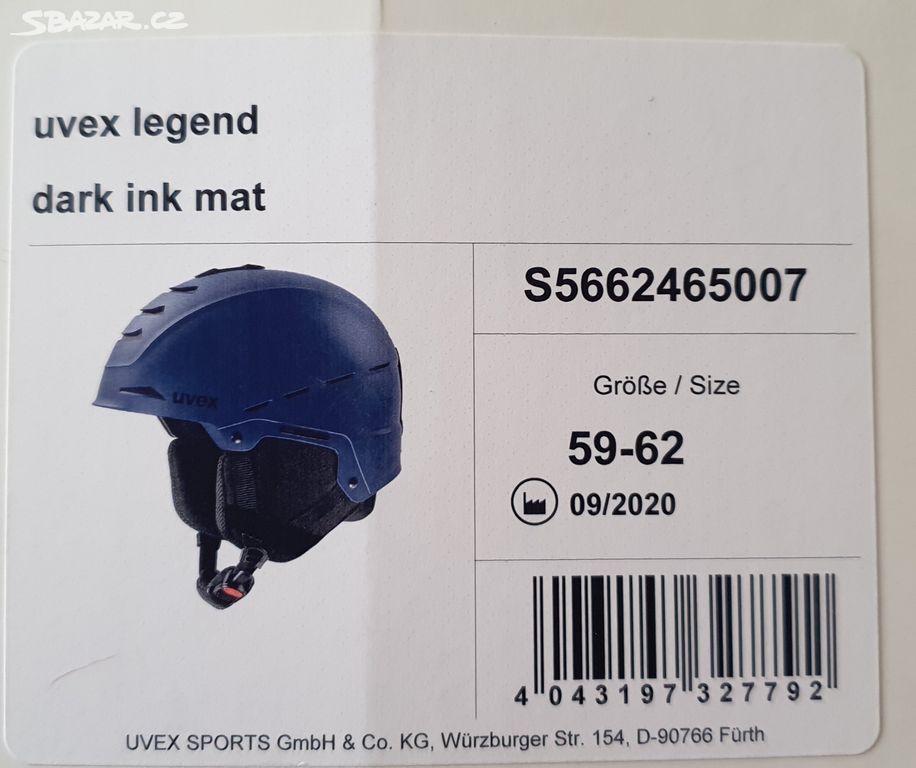 SBAZAR.CZ
uvex legend
dark ink mat
S5662465007
Größe / Size
59-62
09/2020
uvex
4 043197 327792
UVEX SPORTS GmbH & Co. KG, Würzburger Str. 154, D-90766 Fürth